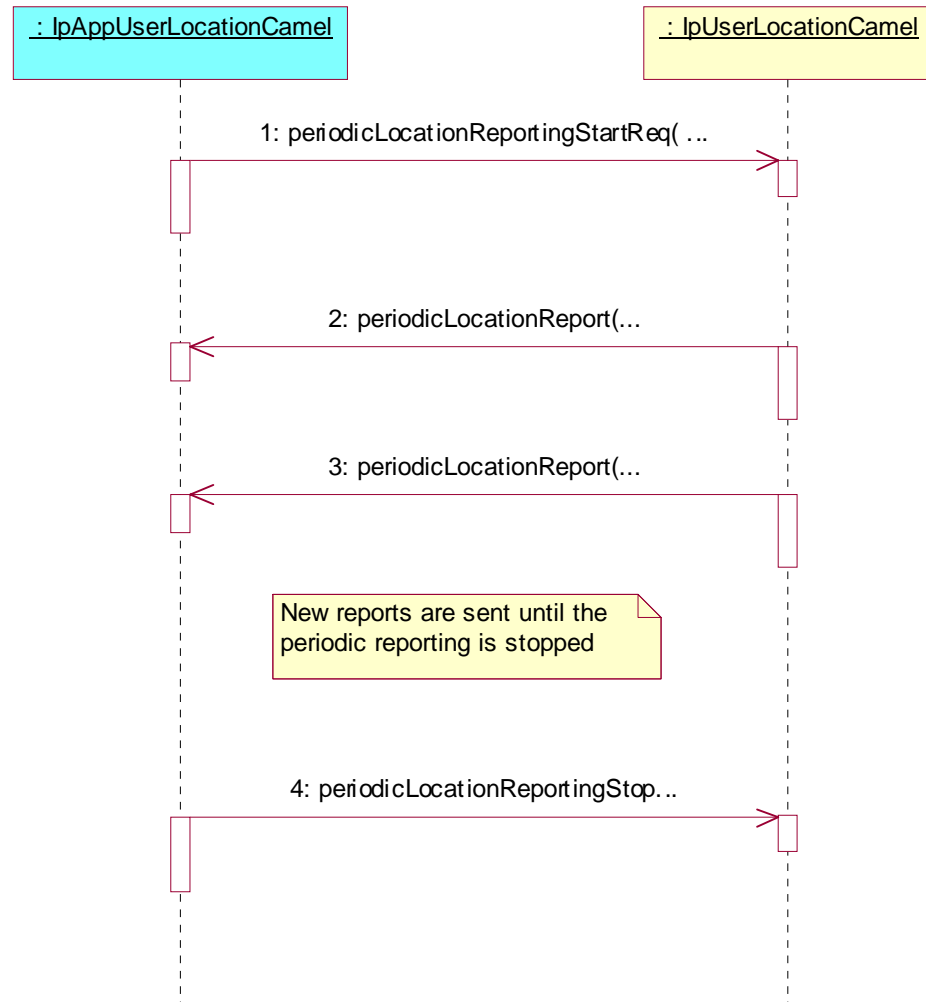 : IpAppUserLocationCamel
: IpUserLocationCamel
1: periodicLocationReportingStartReq( ...
2: periodicLocationReport(...
3: periodicLocationReport(...
New reports are sent until the
periodic reporting is stopped
4: periodicLocationReportingStop...